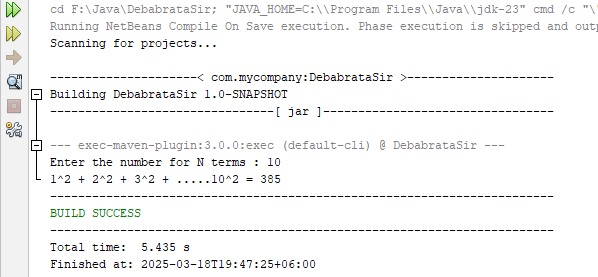 cd F:\Java\DebabrataSir; "JAVA_HOME=C:\\Program Files\\Java\\jdk-23" cmd /c "\"
Running NetBeans Compile On Save execution. Phase execution is skipped and outp
Scanning for projects...
--------------------< com.mycompany:DebabrataSir >--------------------
Building DebabrataSir 1.0-SNAPSHOT
--------------------------------[ jar ]---------------------------------
--- exec-maven-plugin:3.0.0:exec (default-cli) @ DebabrataSir ---
Enter the number for N terms : 10
1^2 + 2^2 + 3^2 + .....10^2 = 385
------------------------------------------------------------------------
BUILD SUCCESS
------------------------------------------------------------------------
Total time:  5.435 s
Finished at: 2025-03-18T19:47:25+06:00